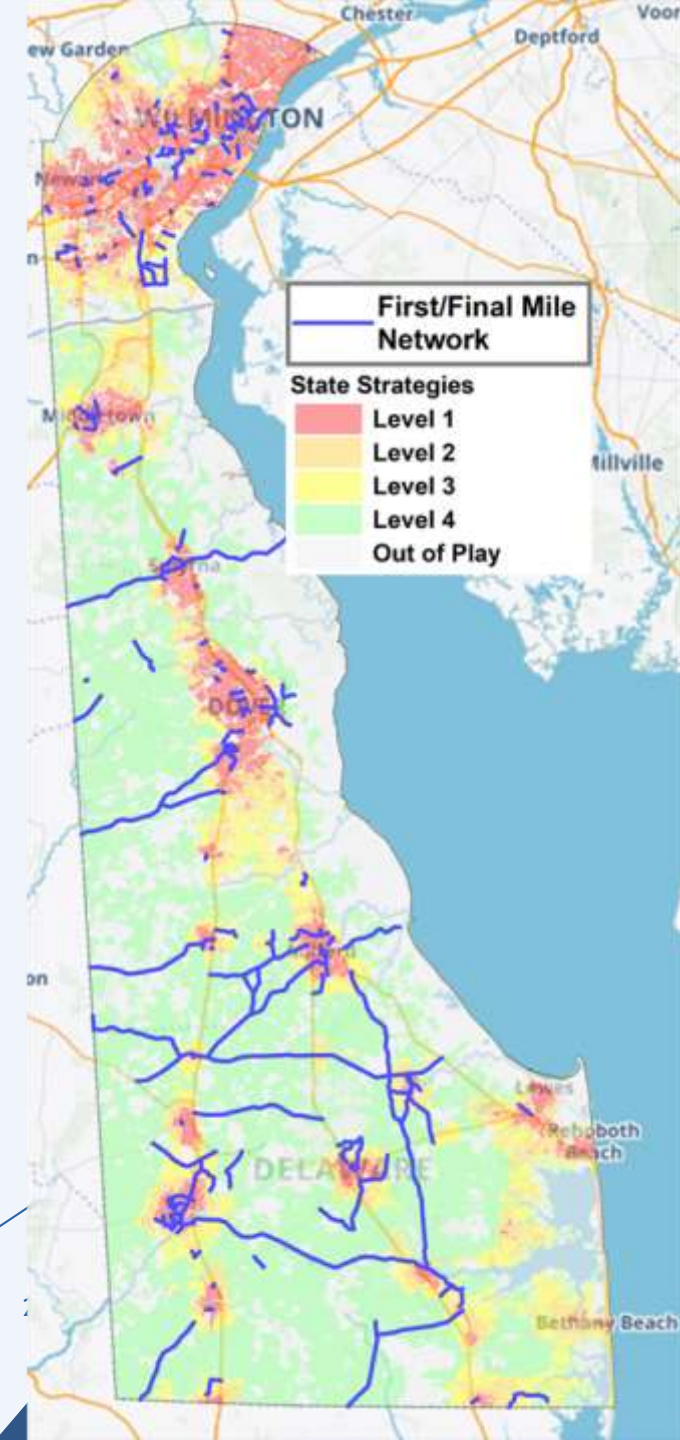 Chester
Voor
ew Garden
Deptford
WILMINGTON
Newark
n
First/Final Mile
Network
State Strategies
Level 1
Level 2
Level 3
Level 4
Out of Play
Middletown
Millville
Smyrna
DOVER
Milford
on
Lewes
Rehoboth
Beach
DELAWARE
Bethany Beach